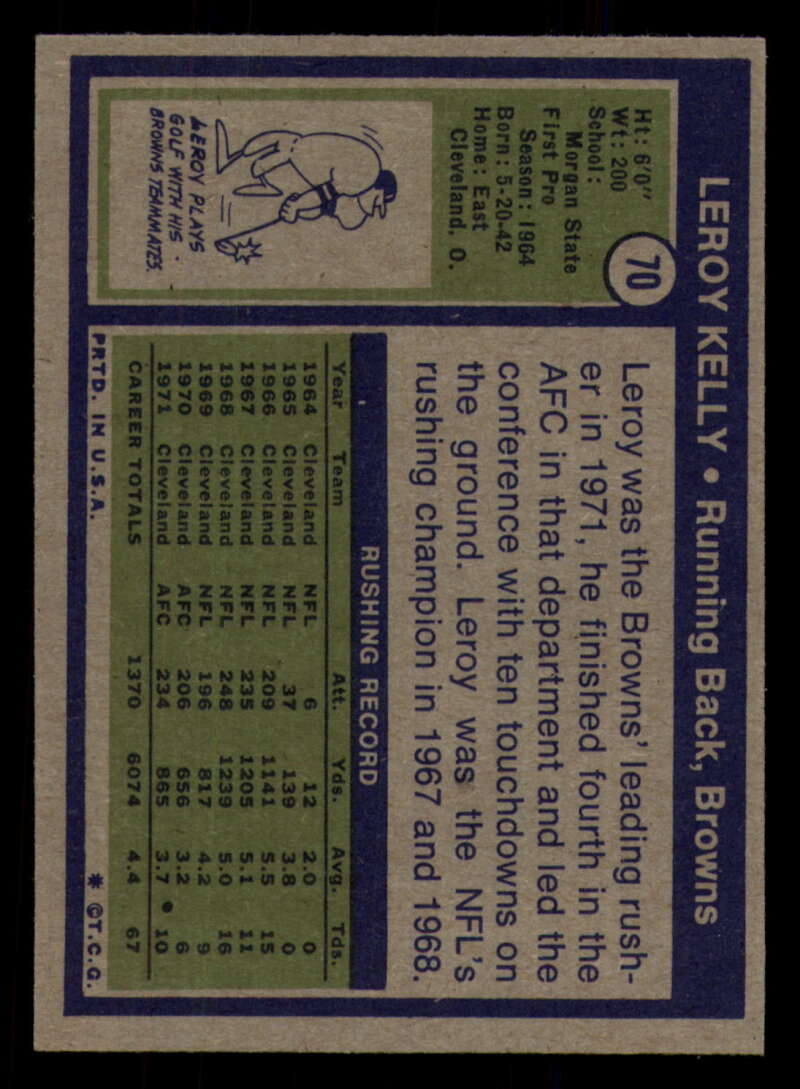 LEROY KELLY • Running Back, Browns
70
Ht: 6'0"
Wt: 200
School:
Morgan State
First Pro
Season: 1964
Born: 5-20-42
Home: East
Cleveland, O.
LEROY PLAYS
GOLF WITH HIS
BROWNS TEAMMATES.
Leroy was the Browns' leading rush-
er in 1971, he finished fourth in the
AFC in that department and led the
conference with ten touchdowns on
the ground. Leroy was the NFL's
rushing champion in 1967 and 1968.
RUSHING RECORD
Year Team Att. Yds. Avg. Tds.
1964 Cleveland NFL 6 12 2.0 0
1965 Cleveland NFL 37 139 3.8 0
1966 Cleveland NFL 209 1141 5.5 15
1967 Cleveland NFL 235 1205 5.1 11
1968 Cleveland NFL 248 1239 5.0 16
1969 Cleveland NFL 196 817 4.2 9
1970 Cleveland AFC 206 656 3.2 6
1971 Cleveland AFC 234 865 3.7 • 10
CAREER TOTALS 1370 6074 4.4 67
PRTD. IN U.S.A. * ©T.C.G.